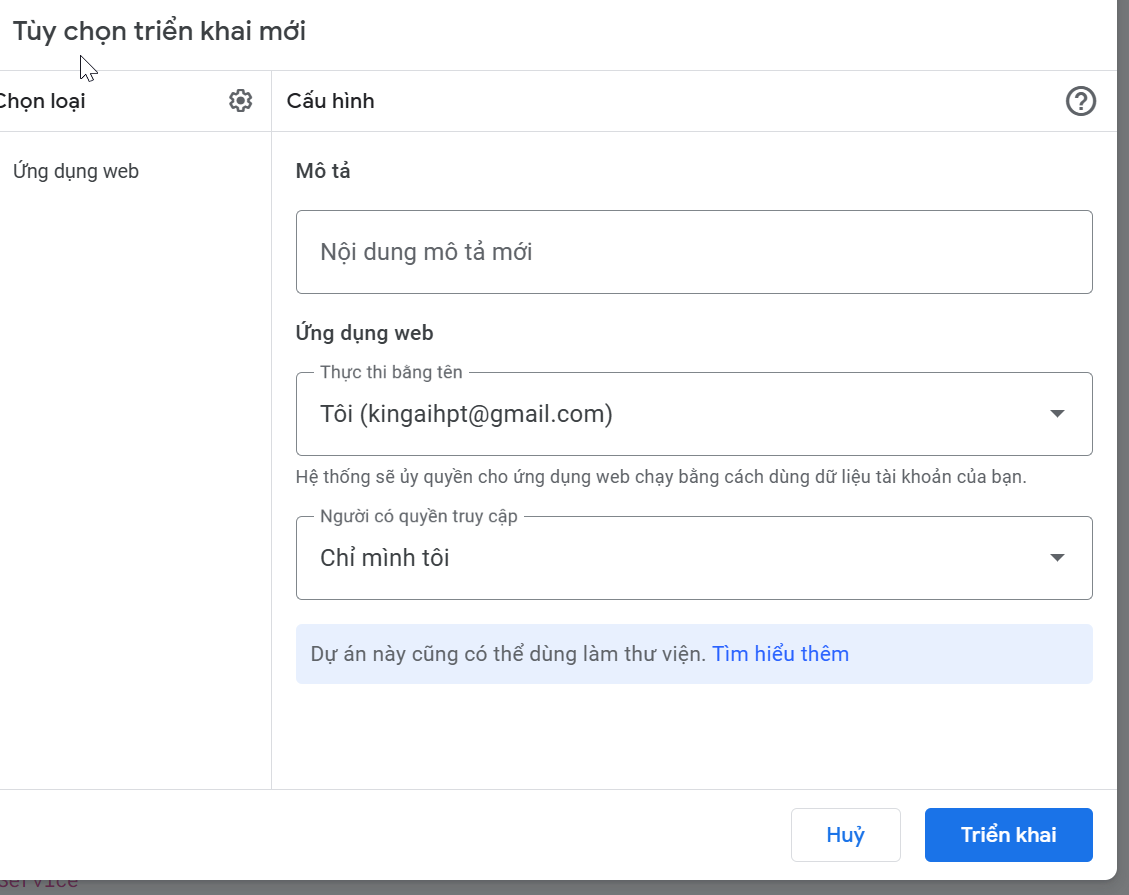 Tùy chọn triển khai mới
Chọn loại
Cấu hình
Ứng dụng web
Mô tả
Nội dung mô tả mới
Ứng dụng web
Thực thi bằng tên
Tôi (kingaihpt@gmail.com)
Hệ thống sẽ ủy quyền cho ứng dụng web chạy bằng cách dùng dữ liệu tài khoản của bạn.
Người có quyền truy cập
Chỉ mình tôi
Dự án này cũng có thể dùng làm thư viện. Tìm hiểu thêm
Huỷ
Triển khai